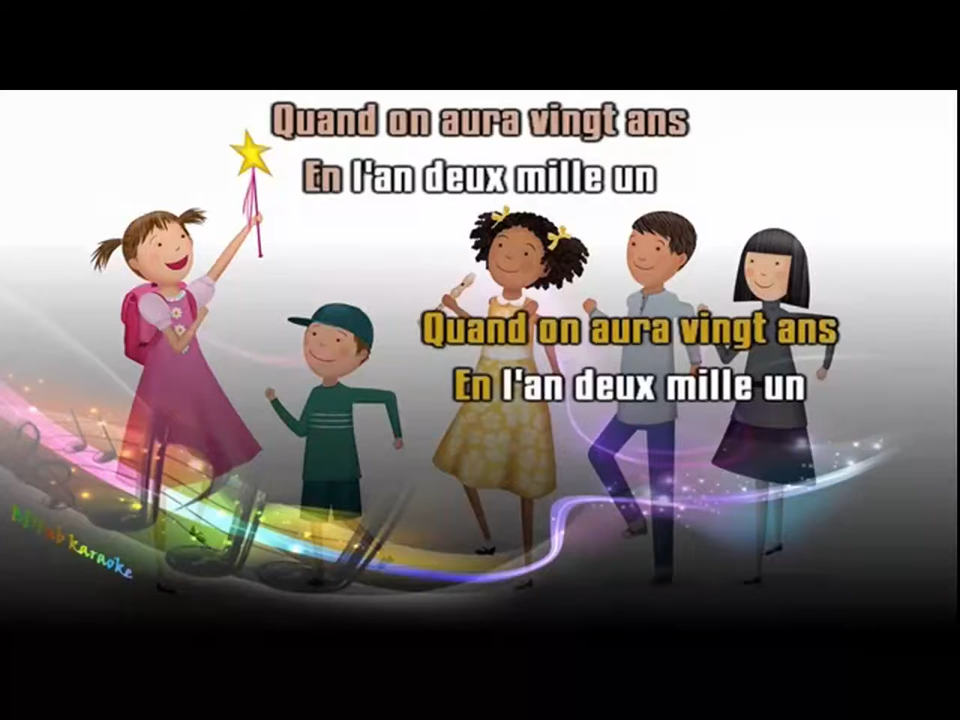 Quand on aura vingt ans
En l'an deux mille un
Quand on aura vingt ans
En l'an deux mille un
karaoke